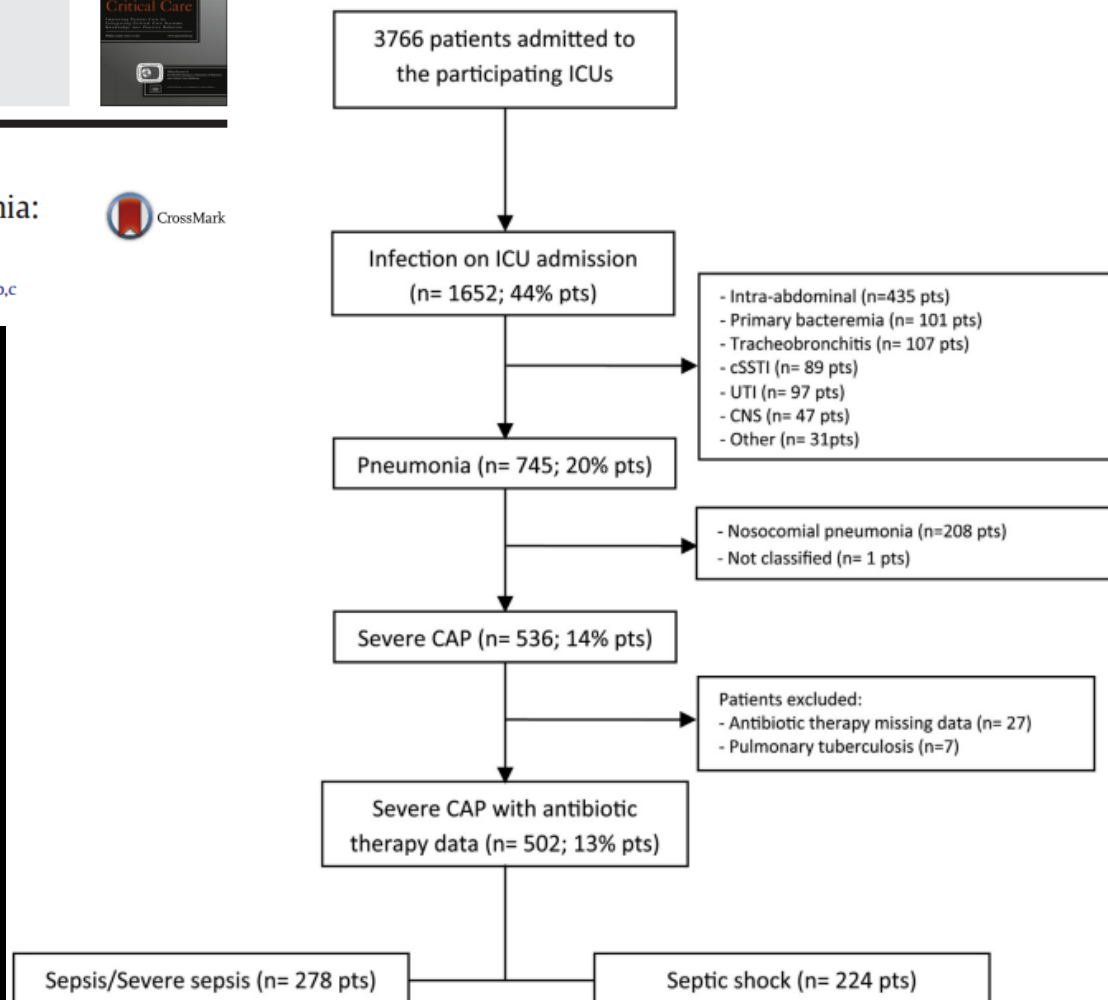 Critical Care
nia:
CrossMark
b,c
3766 patients admitted to
the participating ICUs
Infection on ICU admission
(n= 1652; 44% pts)
- Intra-abdominal (n=435 pts)
- Primary bacteremia (n= 101 pts)
- Tracheobronchitis (n= 107 pts)
- cSSTI (n= 89 pts)
- UTI (n= 97 pts)
- CNS (n= 47 pts)
- Other (n= 31pts)
Pneumonia (n= 745; 20% pts)
- Nosocomial pneumonia (n=208 pts)
- Not classified (n= 1 pts)
Severe CAP (n= 536; 14% pts)
Patients excluded:
- Antibiotic therapy missing data (n= 27)
- Pulmonary tuberculosis (n=7)
Severe CAP with antibiotic
therapy data (n= 502; 13% pts)
Sepsis/Severe sepsis (n= 278 pts)
Septic shock (n= 224 pts)